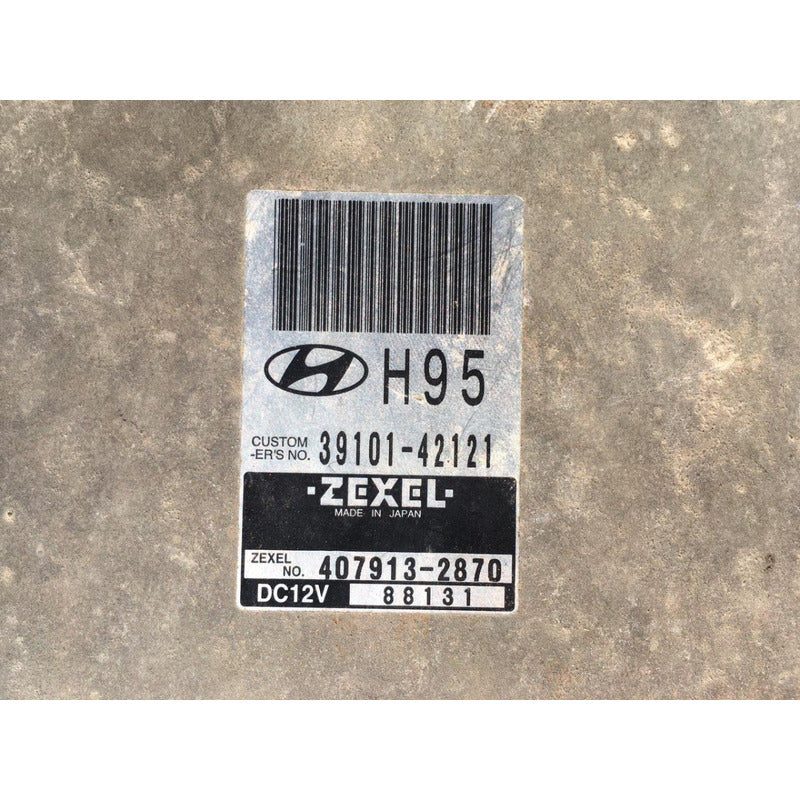 H95
CUSTOM
-ER'S NO. 39101-42121
·ZEXEL·
MADE IN JAPAN
ZEXEL
NO. 407913-2870
DC12V 88131